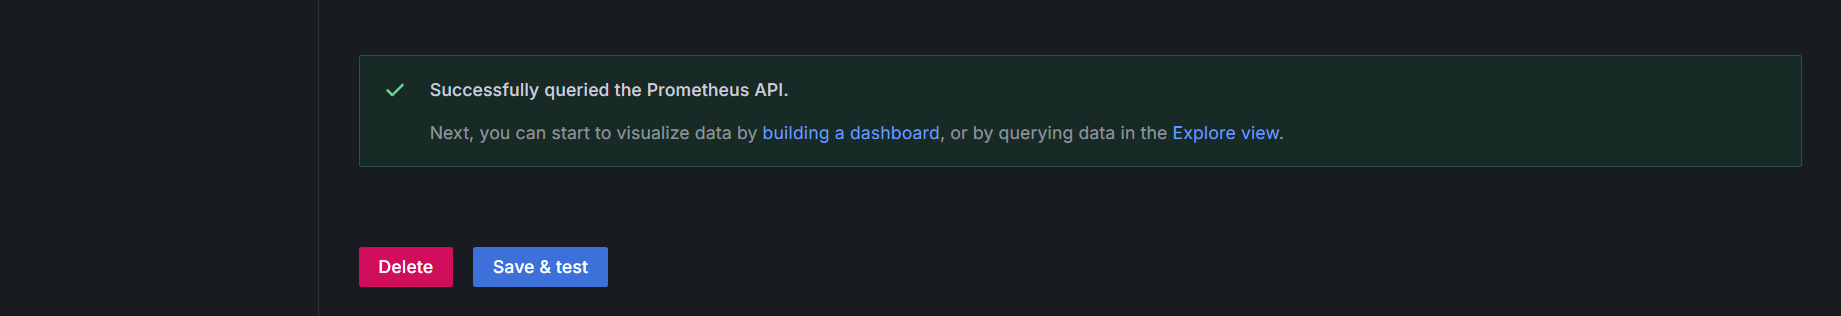 Successfully queried the Prometheus API.
Next, you can start to visualize data by building a dashboard, or by querying data in the Explore view.
Delete
Save & test